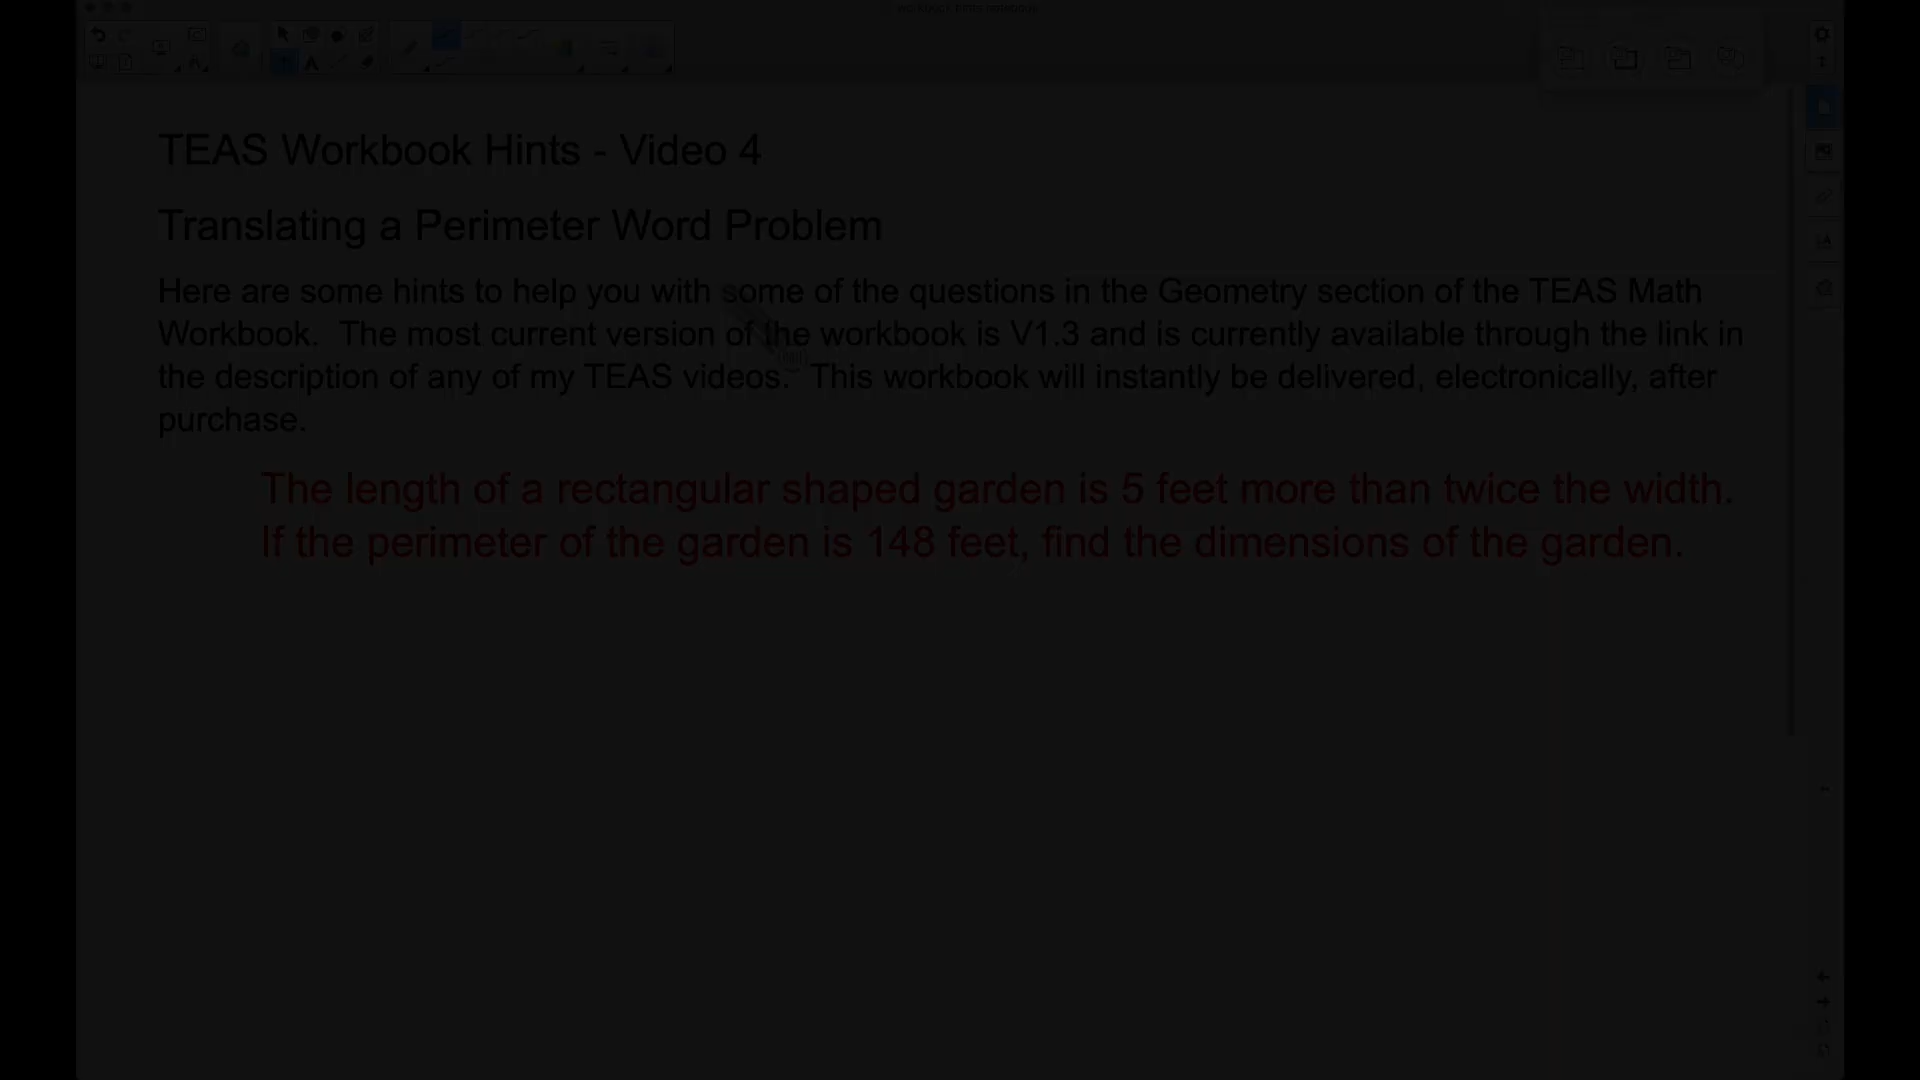 TEAS Workbook Hints - Video 4
Translating a Perimeter Word Problem
Here are some hints to help you with some of the questions in the Geometry section of the TEAS Math
Workbook.  The most current version of the workbook is V1.3 and is currently available through the link in
the description of any of my TEAS videos.  This workbook will instantly be delivered, electronically, after
purchase.
The length of a rectangular shaped garden is 5 feet more than twice the width.
If the perimeter of the garden is 148 feet, find the dimensions of the garden.